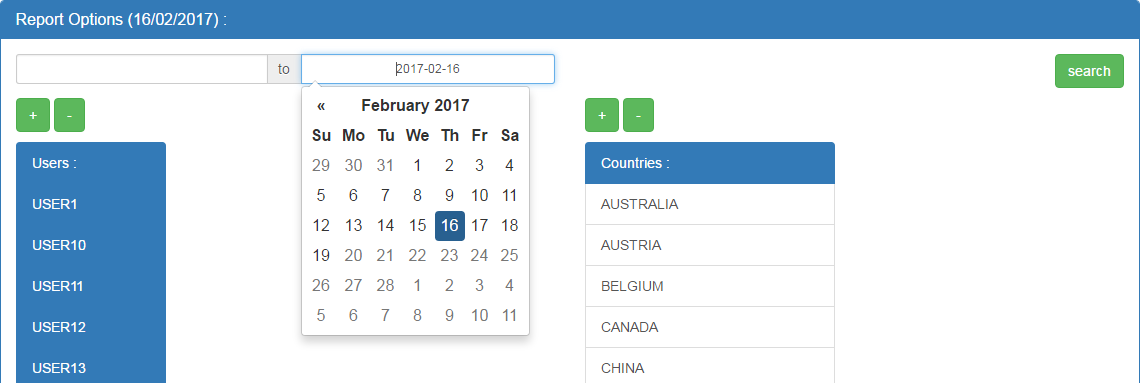 Report Options (16/02/2017) :
to 2017-02-16 search
+ -
« February 2017
Su Mo Tu We Th Fr Sa
29 30 31 1 2 3 4
5 6 7 8 9 10 11
12 13 14 15 16 17 18
19 20 21 22 23 24 25
26 27 28 1 2 3 4
5 6 7 8 9 10 11
Users :
USER1
USER10
USER11
USER12
USER13
+ -
Countries :
AUSTRALIA
AUSTRIA
BELGIUM
CANADA
CHINA